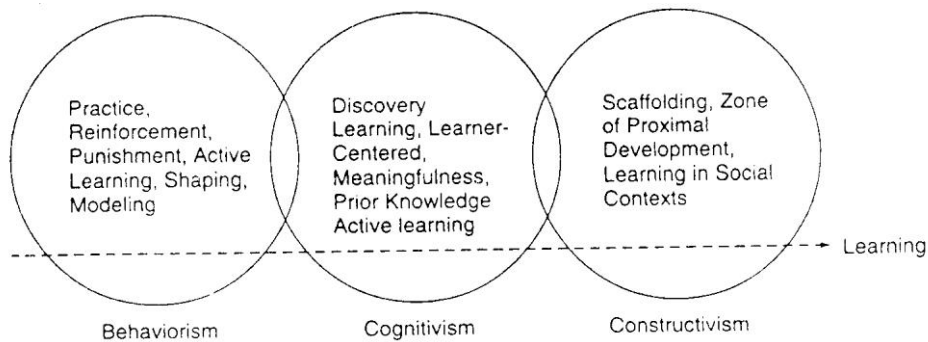 Practice,
Reinforcement,
Punishment, Active
Learning, Shaping,
Modeling
Discovery
Learning, Learner-
Centered,
Meaningfulness,
Prior Knowledge
Active learning
Scaffolding, Zone
of Proximal
Development,
Learning in Social
Contexts
Learning
Behaviorism
Cognitivism
Constructivism